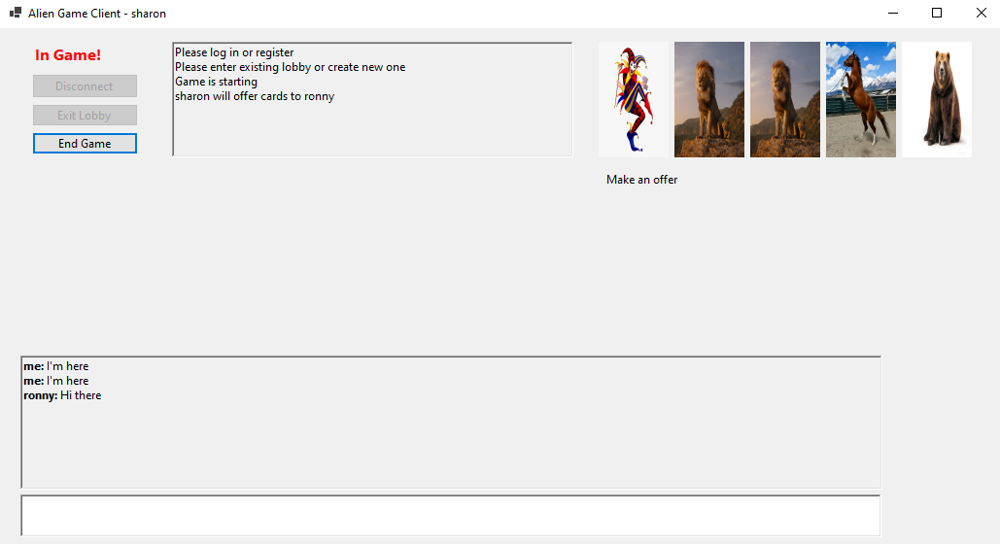 Alien Game Client - sharon
In Game!
Disconnect
Exit Lobby
End Game
Please log in or register
Please enter existing lobby or create new one
Game is starting
sharon will offer cards to ronny
Make an offer
me: I'm here
me: I'm here
ronny: Hi there